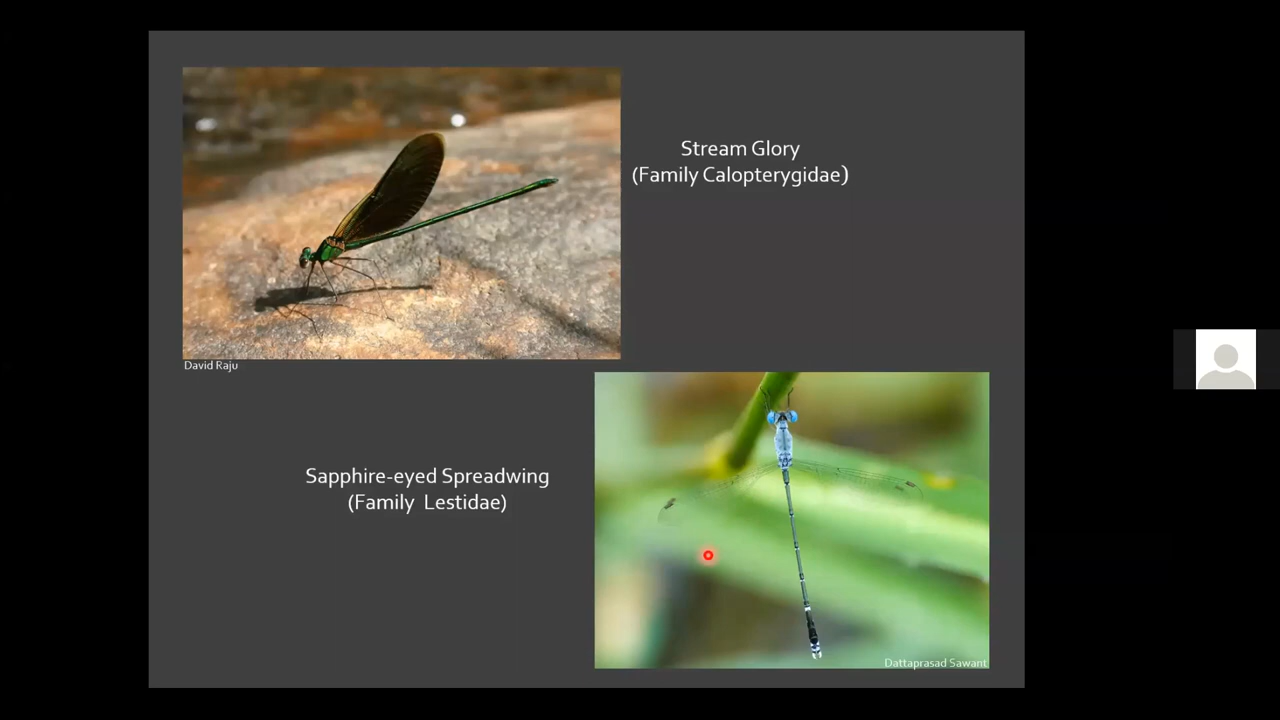 Stream Glory
(Family Calopterygidae)
David Raju
Sapphire-eyed Spreadwing
(Family Lestidae)
Dattaprasad Sawant